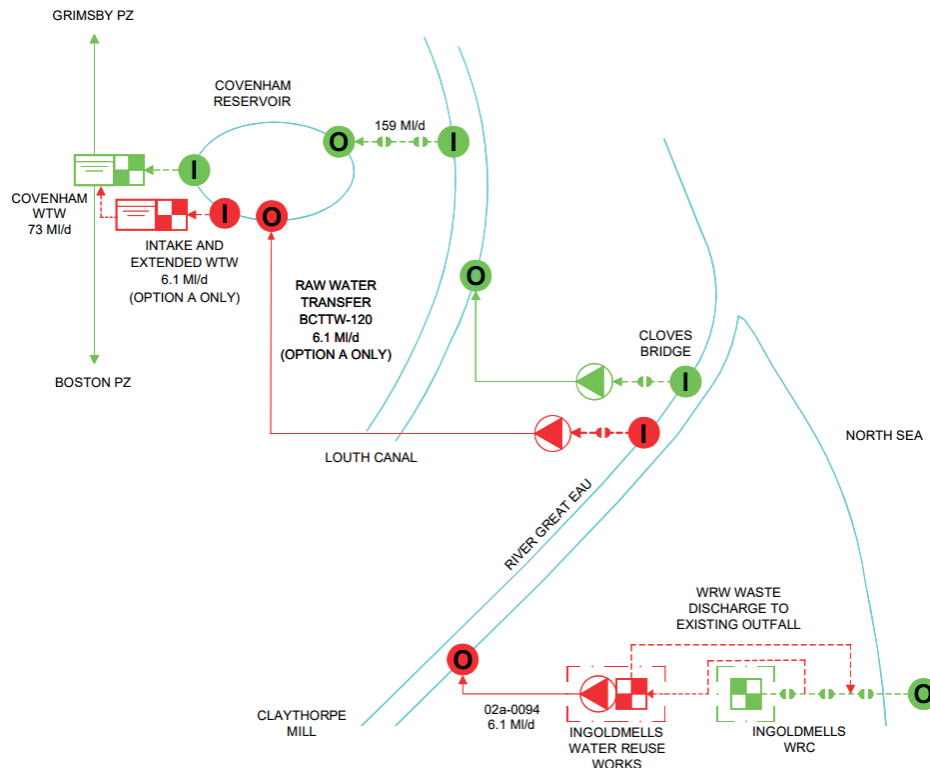 GRIMSBY PZ
COVENHAM
RESERVOIR
O
159 Ml/d
I
I
COVENHAM
WTW
73 Ml/d
I
O
INTAKE AND
EXTENDED WTW
6.1 Ml/d
(OPTION A ONLY)
RAW WATER
TRANSFER
BCTTW-120
6.1 Ml/d
(OPTION A ONLY)
O
CLOVES
BRIDGE
I
BOSTON PZ
I
LOUTH CANAL
NORTH SEA
RIVER GREAT EAU
WRW WASTE
DISCHARGE TO
EXISTING OUTFALL
O
O
02a-0094
6.1 Ml/d
CLAYTHORPE
MILL
INGOLDMELLS
WATER REUSE
WORKS
INGOLDMELLS
WRC